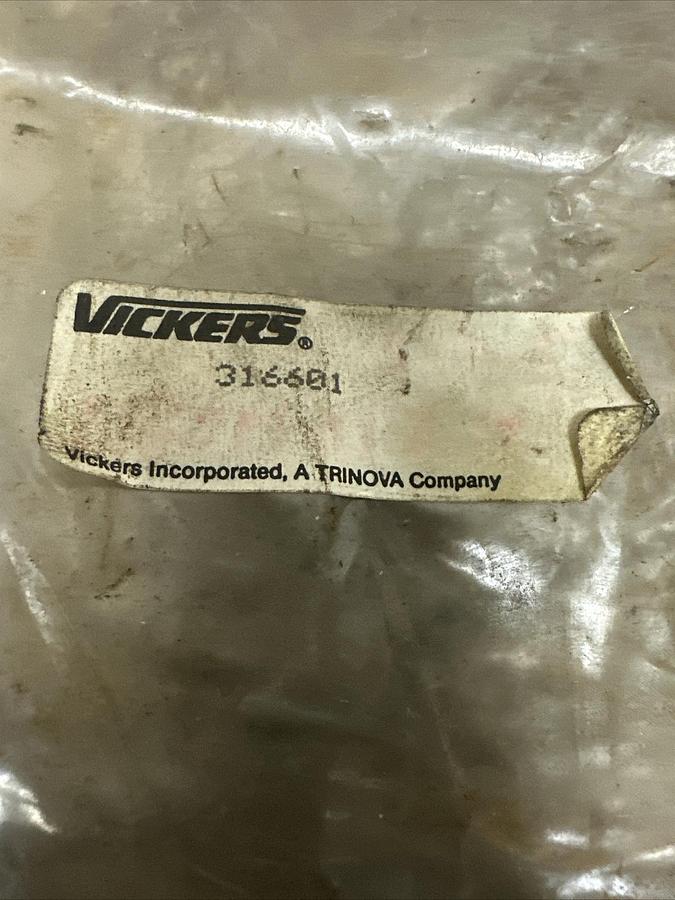 VICKERS®
316601
Vickers Incorporated, A TRINOVA Company